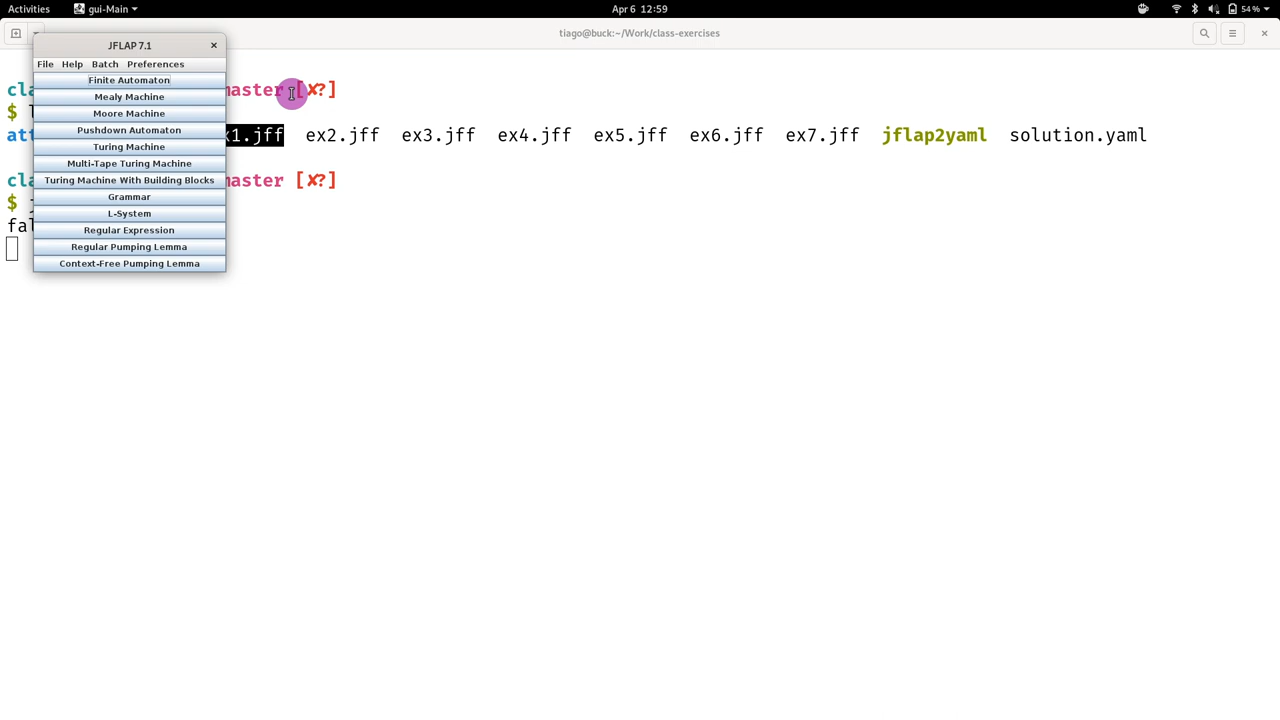 Activities gui-Main Apr 6 12:59 54 %
tiago@buck:~/Work/class-exercises
JFLAP 7.1
File Help Batch Preferences
Finite Automaton
Mealy Machine
Moore Machine
Pushdown Automaton
Turing Machine
Multi-Tape Turing Machine
Turing Machine With Building Blocks
Grammar
L-System
Regular Expression
Regular Pumping Lemma
Context-Free Pumping Lemma
[✘?]
$
ex2.jff ex3.jff ex4.jff ex5.jff ex6.jff ex7.jff jflap2yaml solution.yaml
master [✘?]
$